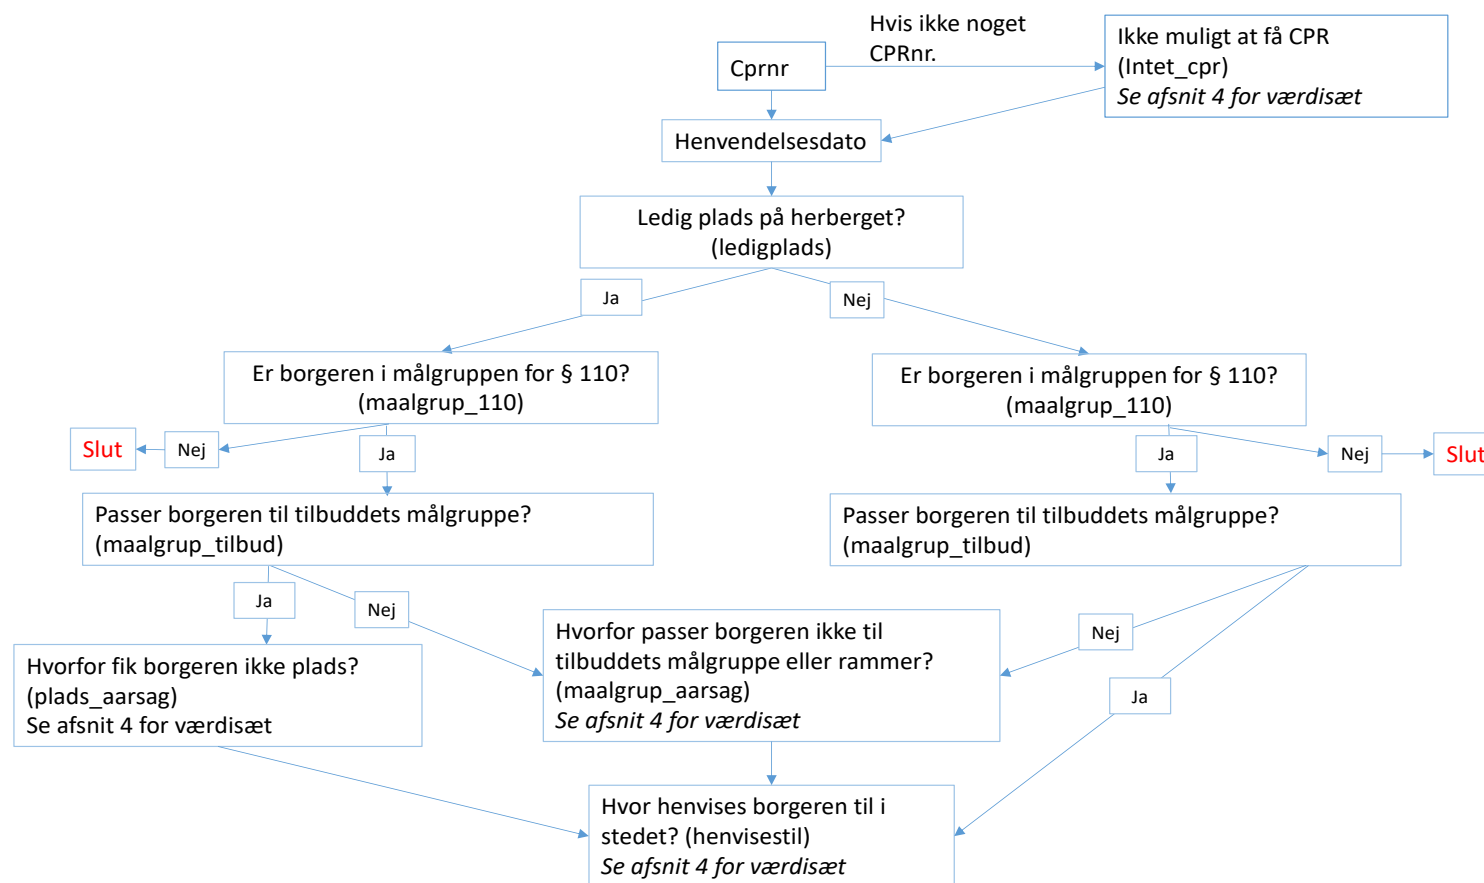 Hvis ikke noget
CPRnr.
Cprnr
Ikke muligt at få CPR
(Intet_cpr)
Se afsnit 4 for værdisæt
Henvendelsesdato
Ledig plads på herberget?
(ledigplads)
Ja
Nej
Er borgeren i målgruppen for § 110?
(maalgrup_110)
Er borgeren i målgruppen for § 110?
(maalgrup_110)
Slut
Nej
Ja
Ja
Nej
Slut
Passer borgeren til tilbuddets målgruppe?
(maalgrup_tilbud)
Passer borgeren til tilbuddets målgruppe?
(maalgrup_tilbud)
Ja
Nej
Nej
Ja
Hvorfor fik borgeren ikke plads?
(plads_aarsag)
Se afsnit 4 for værdisæt
Hvorfor passer borgeren ikke til
tilbuddets målgruppe eller rammer?
(maalgrup_aarsag)
Se afsnit 4 for værdisæt
Hvor henvises borgeren til i
stedet? (henvisestil)
Se afsnit 4 for værdisæt